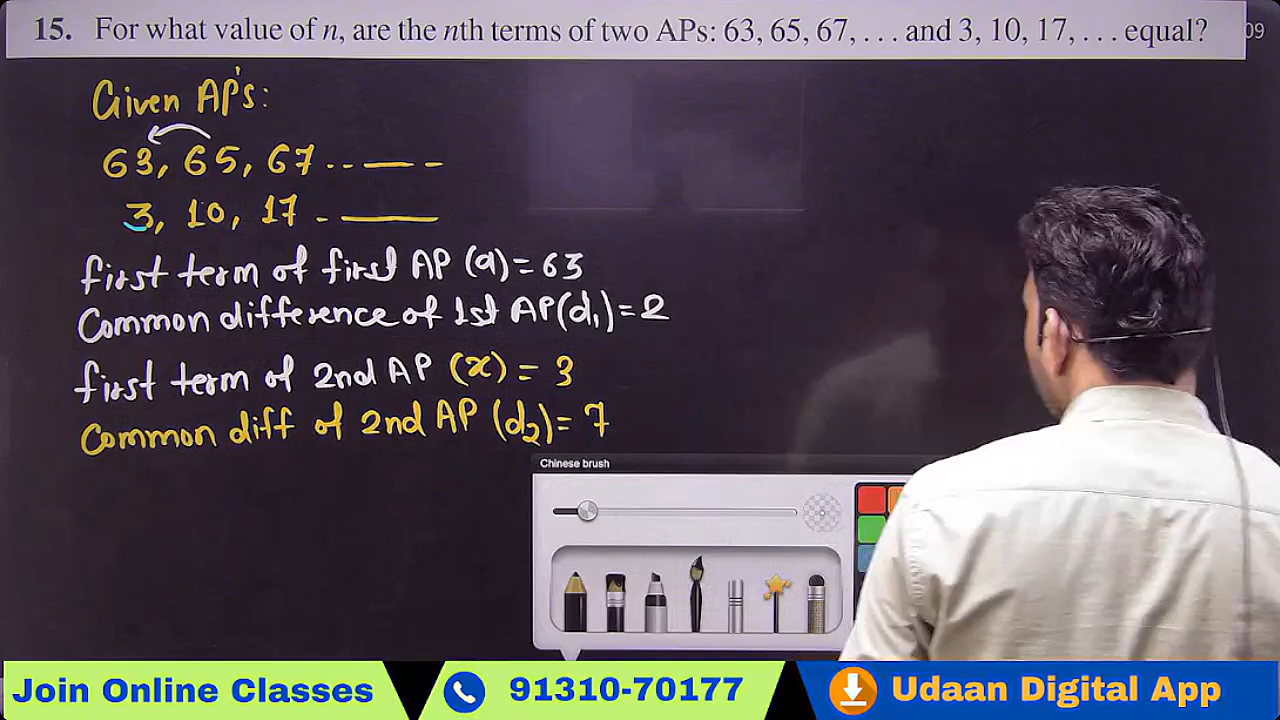 15. For what value of n, are the nth terms of two APs: 63, 65, 67, . . . and 3, 10, 17, . . . equal?
09
Given AP's:
63, 65, 67 .. — -
3, 10, 17 . —
first term of first AP (a) = 63
Common difference of 1st AP(d₁) = 2
first term of 2nd AP (x) = 3
Common diff of 2nd AP (d₂) = 7
Chinese brush
Join Online Classes
91310-70177
Udaan Digital App